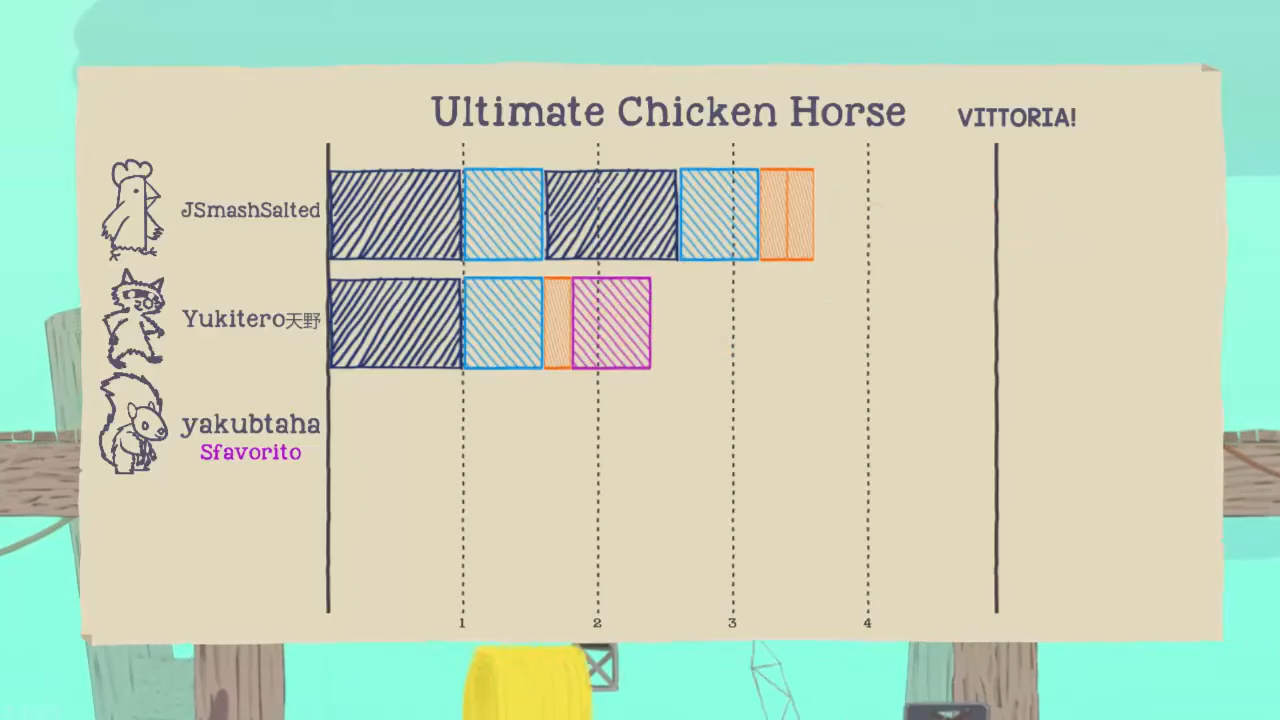 Ultimate Chicken Horse VITTORIA!
JSmashSalted
Yukitero天野
yakubtaha
Sfavorito
1 2 3 4